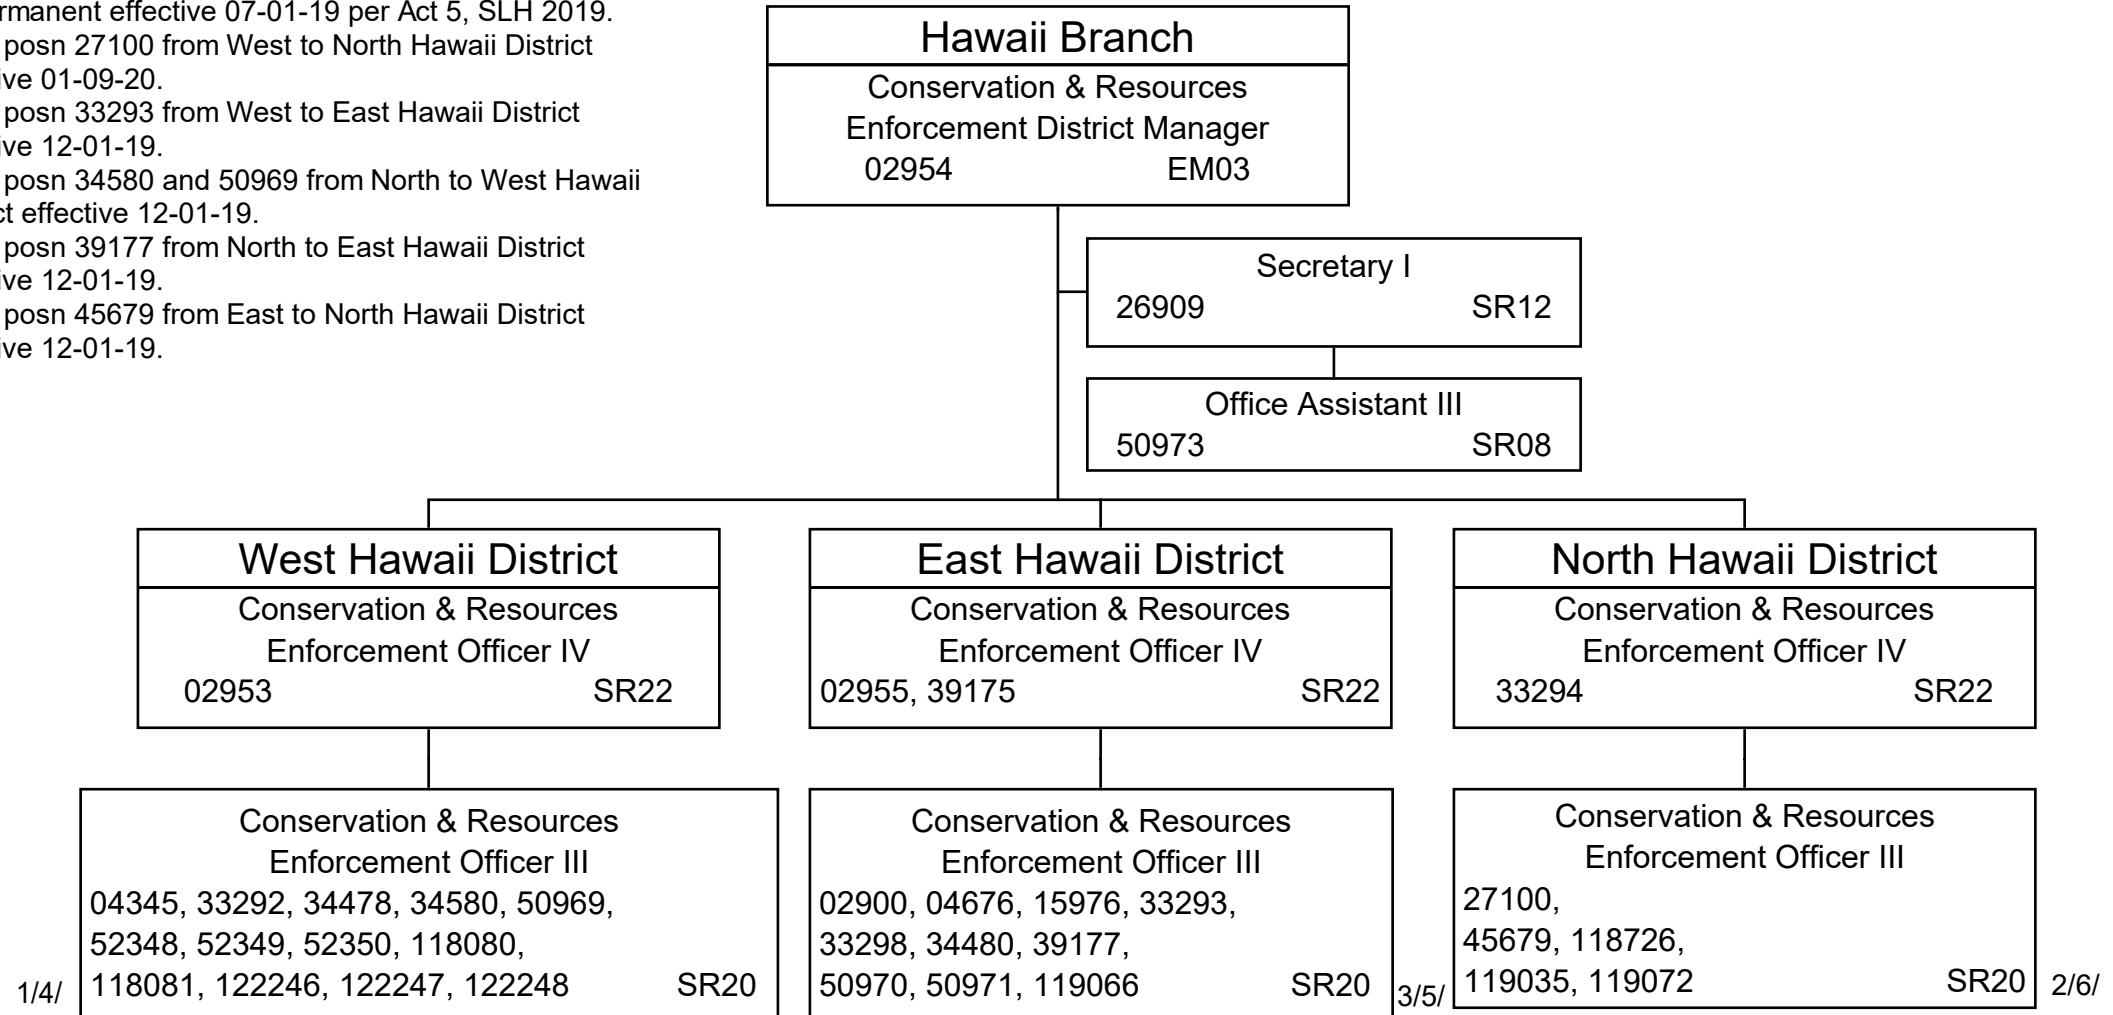 permanent effective 07-01-19 per Act 5, SLH 2019.
posn 27100 from West to North Hawaii District
effective 01-09-20.
posn 33293 from West to East Hawaii District
effective 12-01-19.
posn 34580 and 50969 from North to West Hawaii
District effective 12-01-19.
posn 39177 from North to East Hawaii District
effective 12-01-19.
posn 45679 from East to North Hawaii District
effective 12-01-19.
Hawaii Branch
Conservation & Resources
Enforcement District Manager
02954 EM03
Secretary I
26909 SR12
Office Assistant III
50973 SR08
West Hawaii District
Conservation & Resources
Enforcement Officer IV
02953 SR22
East Hawaii District
Conservation & Resources
Enforcement Officer IV
02955, 39175 SR22
North Hawaii District
Conservation & Resources
Enforcement Officer IV
33294 SR22
Conservation & Resources
Enforcement Officer III
04345, 33292, 34478, 34580, 50969,
52348, 52349, 52350, 118080,
118081, 122246, 122247, 122248 SR20
1/4/
Conservation & Resources
Enforcement Officer III
02900, 04676, 15976, 33293,
33298, 34480, 39177,
50970, 50971, 119066 SR20
3/5/
Conservation & Resources
Enforcement Officer III
27100,
45679, 118726,
119035, 119072 SR20
2/6/